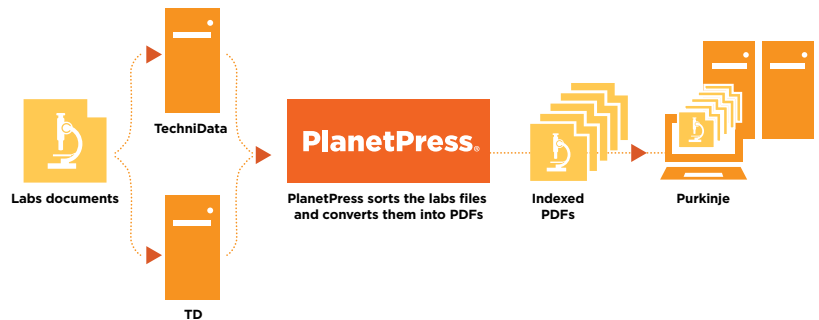 TechniData
Labs documents
TD
PlanetPress®
PlanetPress sorts the labs files
and converts them into PDFs
Indexed
PDFs
Purkinje